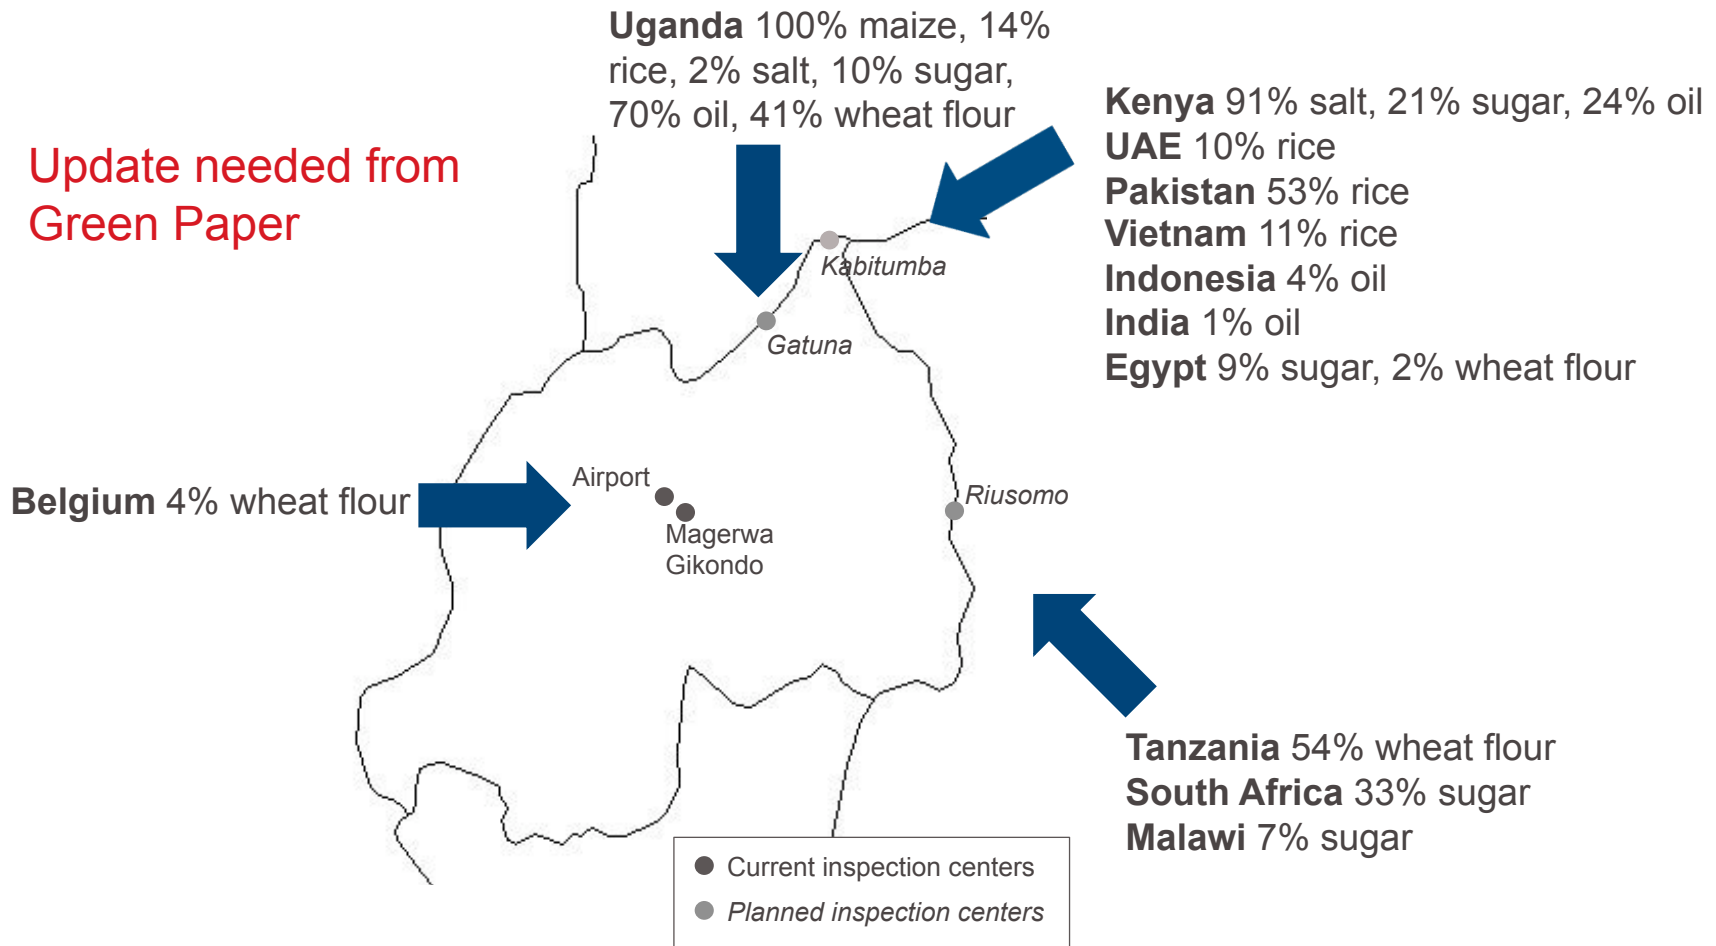 Uganda 100% maize, 14%
rice, 2% salt, 10% sugar,
70% oil, 41% wheat flour
Kenya 91% salt, 21% sugar, 24% oil
UAE 10% rice
Pakistan 53% rice
Vietnam 11% rice
Indonesia 4% oil
India 1% oil
Egypt 9% sugar, 2% wheat flour
Update needed from
Green Paper
Kabitumba
Gatuna
Belgium 4% wheat flour
Airport
Magerwa
Gikondo
Riusomo
Tanzania 54% wheat flour
South Africa 33% sugar
Malawi 7% sugar
Current inspection centers
Planned inspection centers